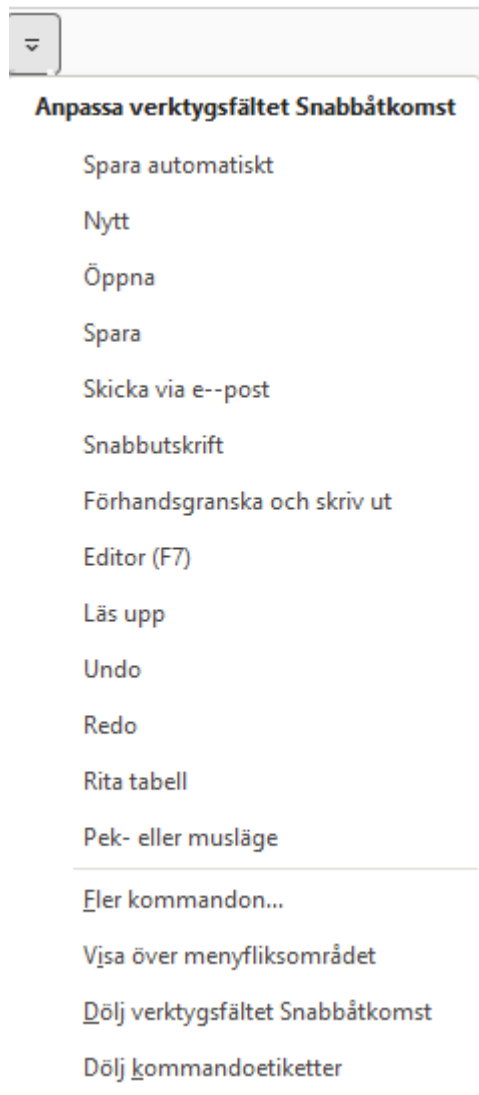 Anpassa verktygsfältet Snabbåtkomst
Spara automatiskt
Nytt
Öppna
Spara
Skicka via e--post
Snabbutskrift
Förhandsgranska och skriv ut
Editor (F7)
Läs upp
Undo
Redo
Rita tabell
Pek- eller musläge
Fler kommandon...
Visa över menyfliksområdet
Dölj verktygsfältet Snabbåtkomst
Dölj kommandoetiketter